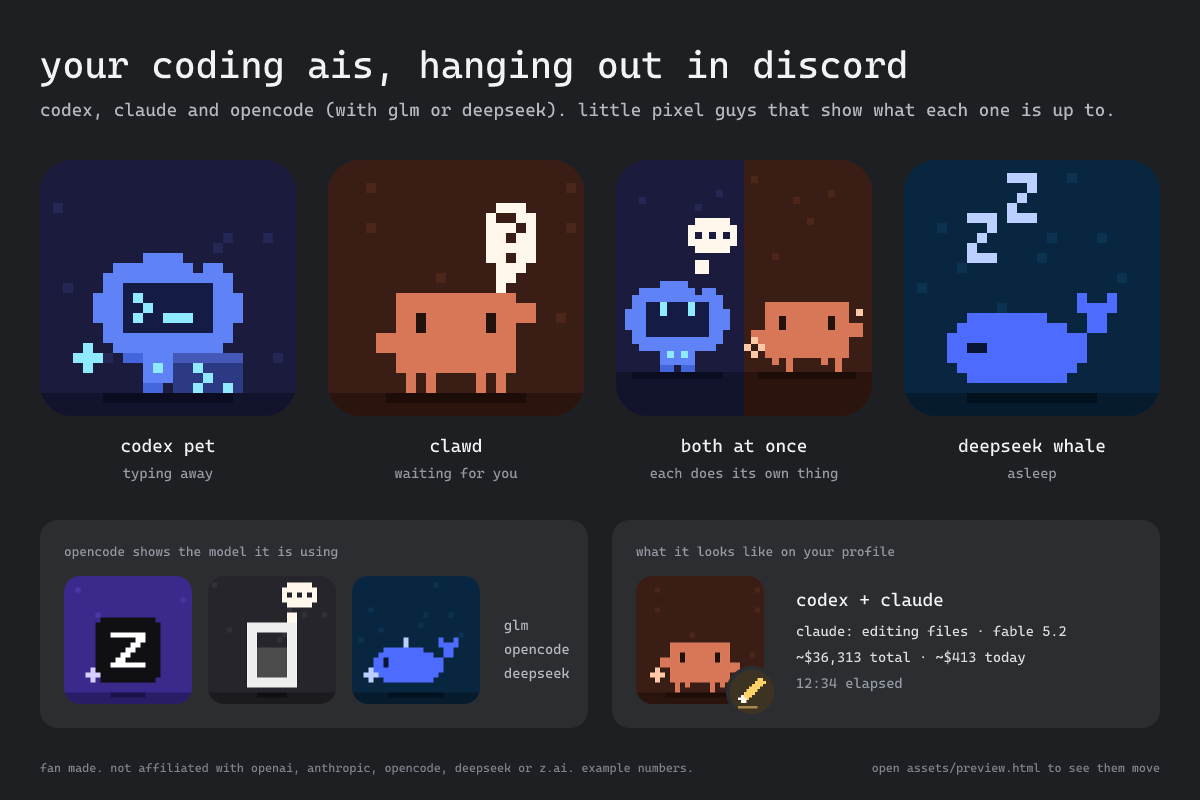 your coding ais, hanging out in discord
codex, claude and opencode (with glm or deepseek). little pixel guys that show what each one is up to.
codex pet
typing away
clawd
waiting for you
both at once
each does its own thing
deepseek whale
asleep
opencode shows the model it is using
glm
opencode
deepseek
what it looks like on your profile
codex + claude
claude: editing files · fable 5.2
~$36,313 total · ~$413 today
12:34 elapsed
fan made. not affiliated with openai, anthropic, opencode, deepseek or z.ai. example numbers.
open assets/preview.html to see them move